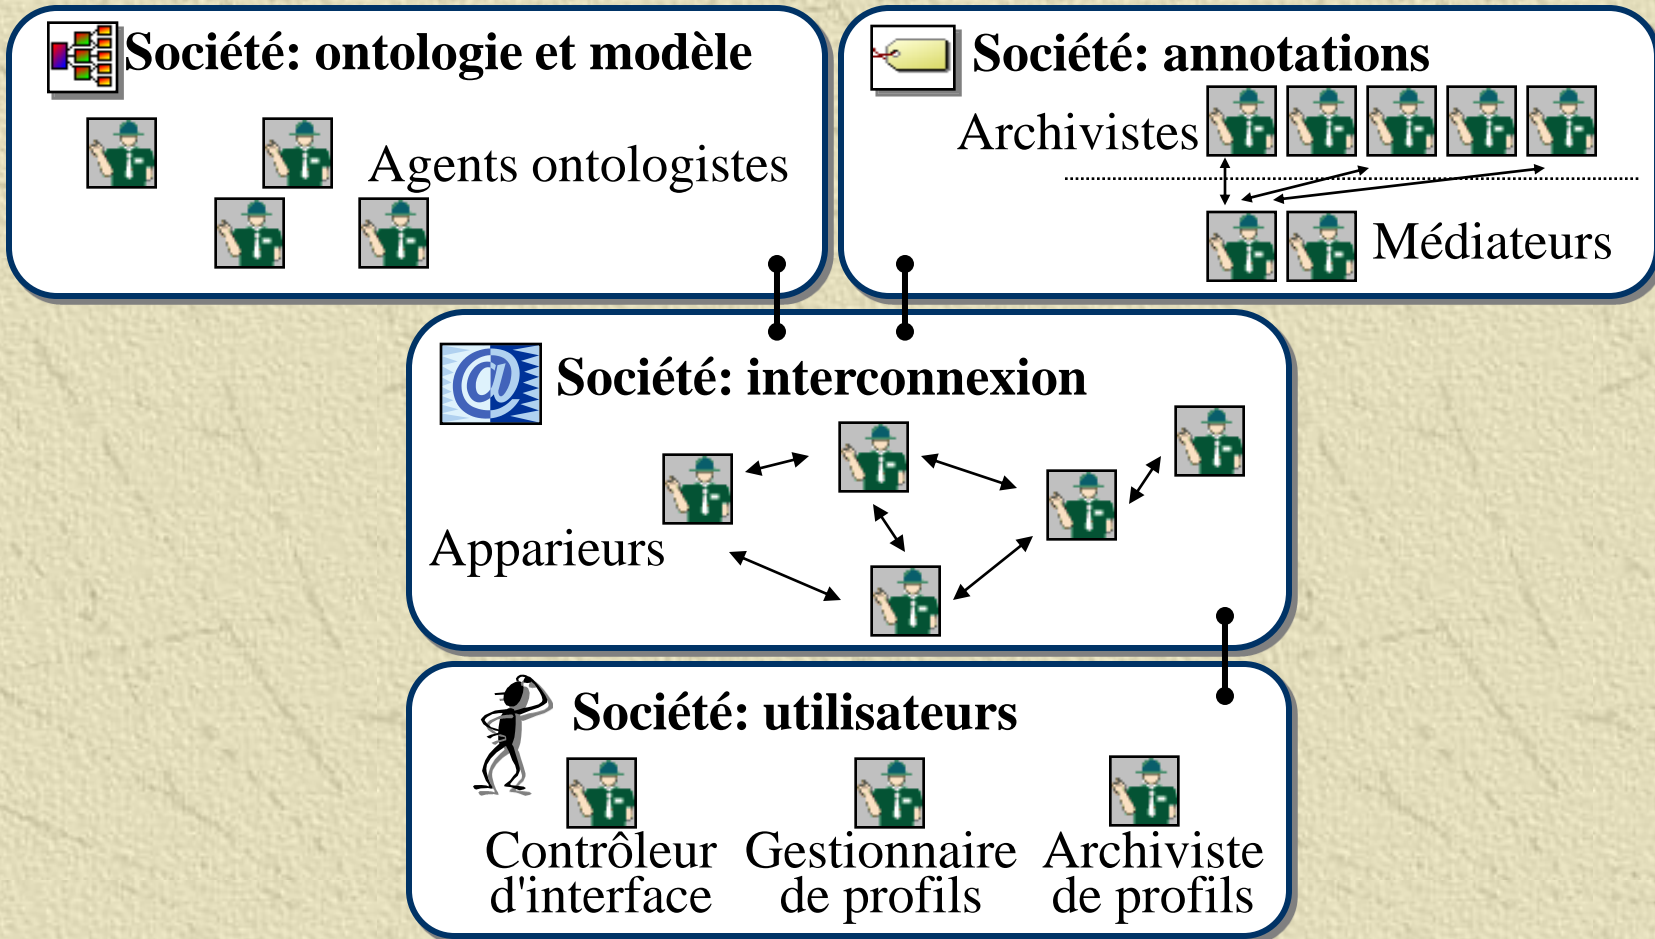 Société: ontologie et modèle
Agents ontologistes
Société: annotations
Archivistes
Médiateurs
@
Société: interconnexion
Apparieurs
Société: utilisateurs
Contrôleur
d'interface
Gestionnaire
de profils
Archiviste
de profils